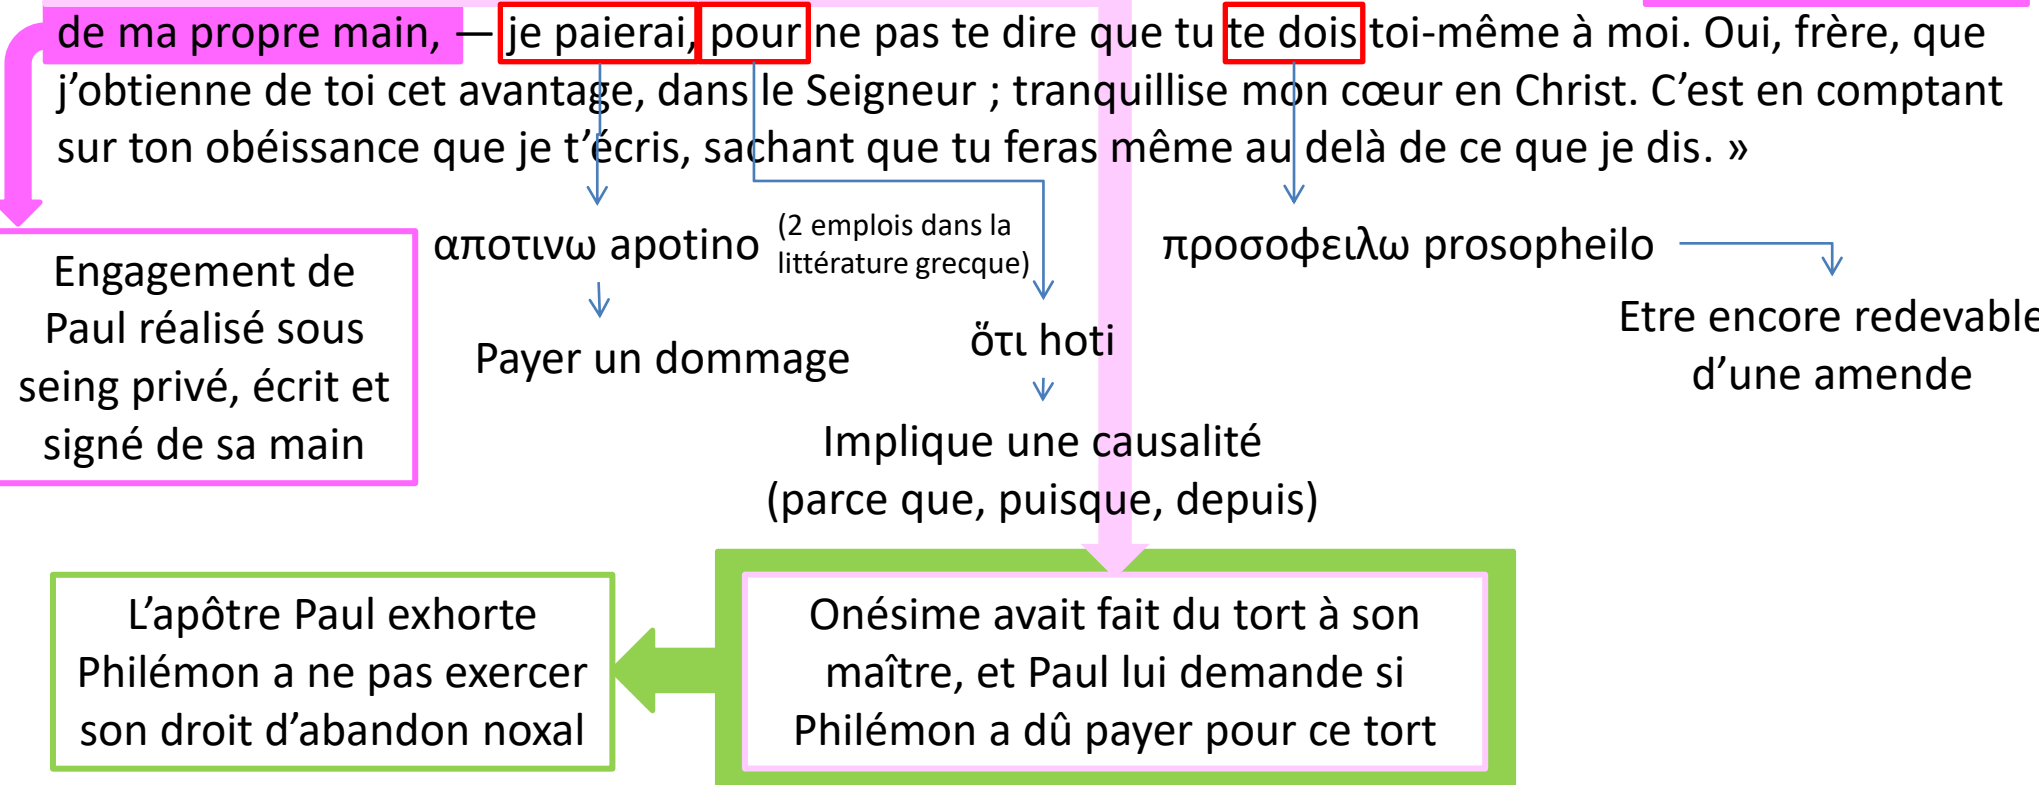 de ma propre main, — je paierai, pour ne pas te dire que tu te dois toi-même à moi. Oui, frère, que
j’obtienne de toi cet avantage, dans le Seigneur ; tranquillise mon cœur en Christ. C’est en comptant
sur ton obéissance que je t’écris, sachant que tu feras même au delà de ce que je dis. »
Engagement de
Paul réalisé sous
seing privé, écrit et
signé de sa main
αποτινω apotino
(2 emplois dans la
littérature grecque)
Payer un dommage
ὅτι hoti
Implique une causalité
(parce que, puisque, depuis)
προσοφειλω prosopheilo
Etre encore redevable
d’une amende
L’apôtre Paul exhorte
Philémon a ne pas exercer
son droit d’abandon noxal
Onésime avait fait du tort à son
maître, et Paul lui demande si
Philémon a dû payer pour ce tort